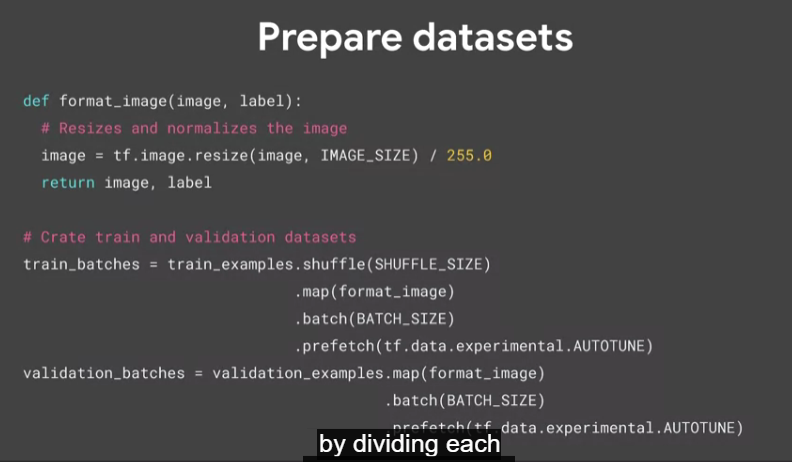 Prepare datasets
def format_image(image, label):
# Resizes and normalizes the image
image = tf.image.resize(image, IMAGE_SIZE) / 255.0
return image, label
# Crate train and validation datasets
train_batches = train_examples.shuffle(SHUFFLE_SIZE)
.map(format_image)
.batch(BATCH_SIZE)
.prefetch(tf.data.experimental.AUTOTUNE)
validation_batches = validation_examples.map(format_image)
.batch(BATCH_SIZE)
.prefetch(tf.data.experimental.AUTOTUNE)
by dividing each